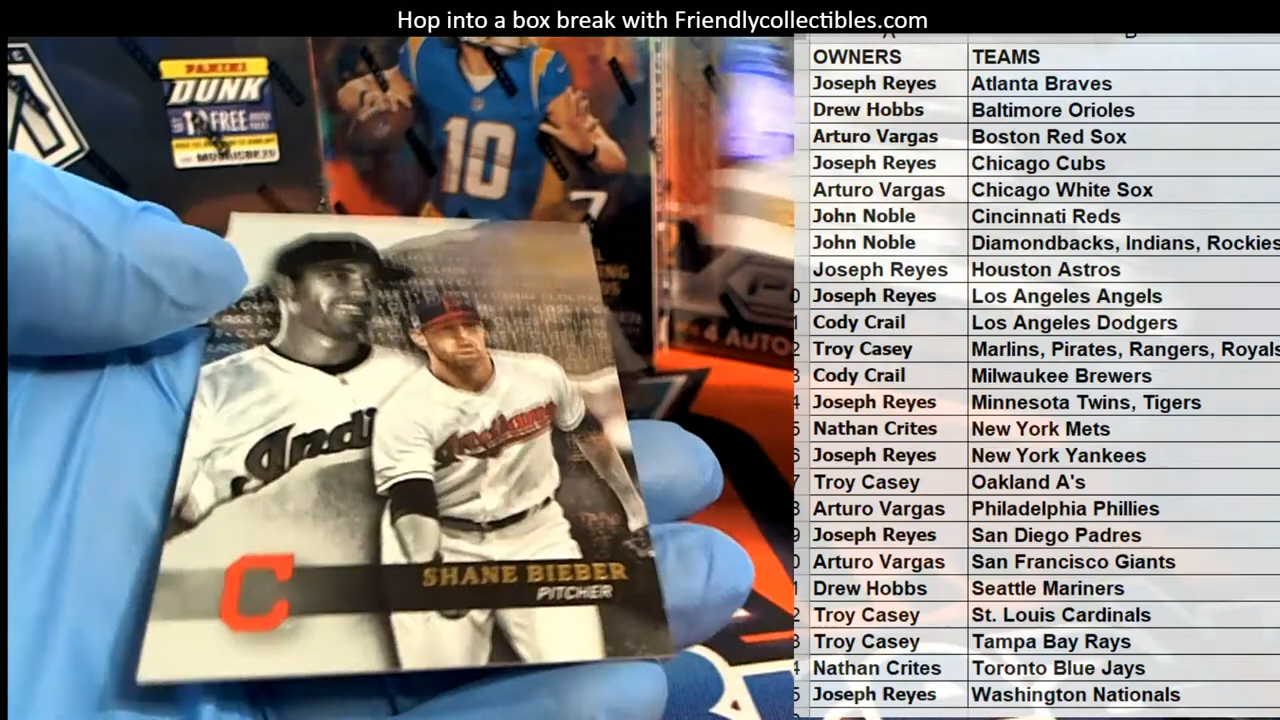 Hop into a box break with Friendlycollectibles.com
OWNERS TEAMS
Joseph Reyes Atlanta Braves
Drew Hobbs Baltimore Orioles
Arturo Vargas Boston Red Sox
Joseph Reyes Chicago Cubs
Arturo Vargas Chicago White Sox
John Noble Cincinnati Reds
John Noble Diamondbacks, Indians, Rockies
Joseph Reyes Houston Astros
Joseph Reyes Los Angeles Angels
Cody Crail Los Angeles Dodgers
Troy Casey Marlins, Pirates, Rangers, Royals
Cody Crail Milwaukee Brewers
Joseph Reyes Minnesota Twins, Tigers
Nathan Crites New York Mets
Joseph Reyes New York Yankees
Troy Casey Oakland A's
Arturo Vargas Philadelphia Phillies
Joseph Reyes San Diego Padres
Arturo Vargas San Francisco Giants
Drew Hobbs Seattle Mariners
Troy Casey St. Louis Cardinals
Troy Casey Tampa Bay Rays
Nathan Crites Toronto Blue Jays
Joseph Reyes Washington Nationals
PANINI
DUNK
FREE
10
4 AUTO
Indi
Indians
C
SHANE BIEBER
PITCHER